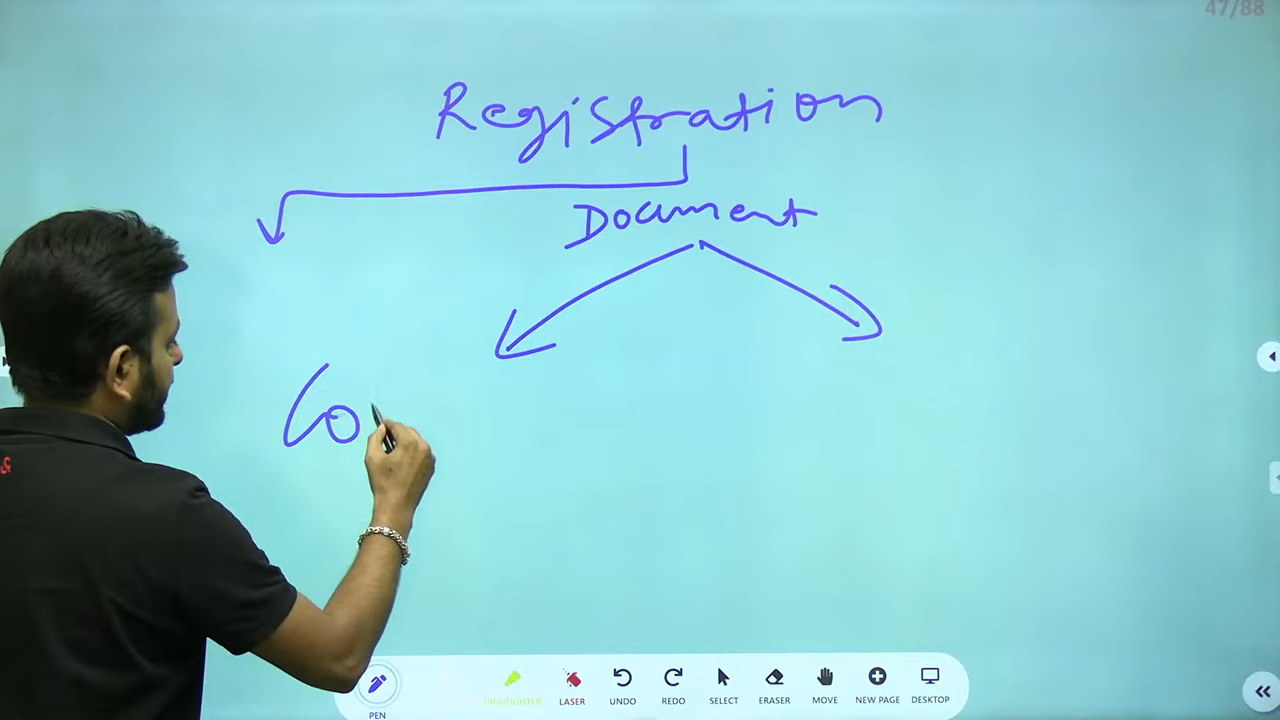 47/88
Registration
Document
Co
PEN
HIGHLIGHTER
LASER
UNDO
REDO
SELECT
ERASER
MOVE
NEW PAGE
DESKTOP